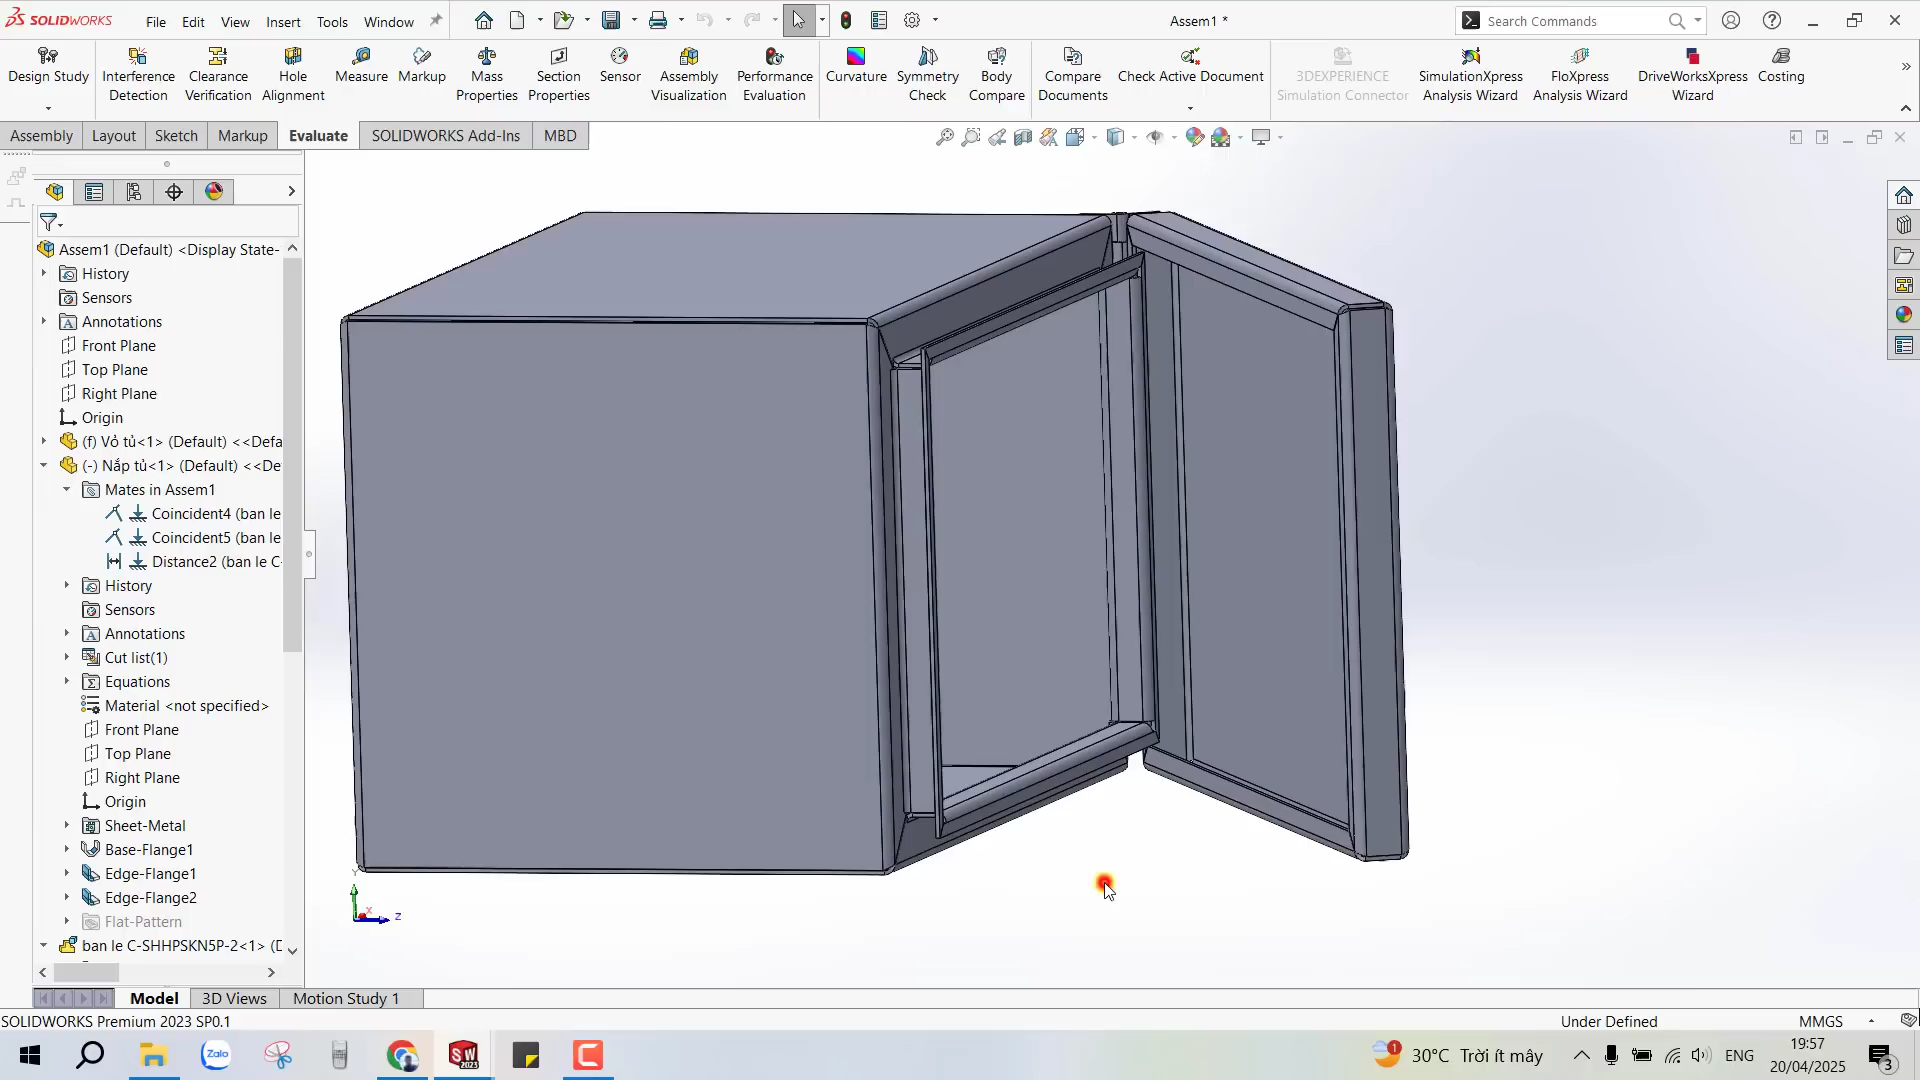 SOLIDWORKS File Edit View Insert Tools Window Assem1 * Search Commands
Design Study Interference Detection Clearance Verification Hole Alignment Measure Markup Mass Properties Section Properties Sensor Assembly Visualization Performance Evaluation Curvature Symmetry Check Body Compare Compare Documents Check Active Document 3DEXPERIENCE Simulation Connector SimulationXpress Analysis Wizard FloXpress Analysis Wizard DriveWorksXpress Wizard Costing
Assembly Layout Sketch Markup Evaluate SOLIDWORKS Add-Ins MBD
Assem1 (Default) <Display State-
History
Sensors
Annotations
Front Plane
Top Plane
Right Plane
Origin
(f) Vỏ tủ<1> (Default) <<Defa
(-) Nắp tủ<1> (Default) <<De
Mates in Assem1
Coincident4 (ban le
Coincident5 (ban le
Distance2 (ban le C-
History
Sensors
Annotations
Cut list(1)
Equations
Material <not specified>
Front Plane
Top Plane
Right Plane
Origin
Sheet-Metal
Base-Flange1
Edge-Flange1
Edge-Flange2
Flat-Pattern
ban le C-SHHPSKN5P-2<1> (D
Y
X
Z
Model 3D Views Motion Study 1
SOLIDWORKS Premium 2023 SP0.1 Under Defined MMGS
Zalo SW 2023 1 30°C Trời ít mây ENG 19:57
20/04/2025 3